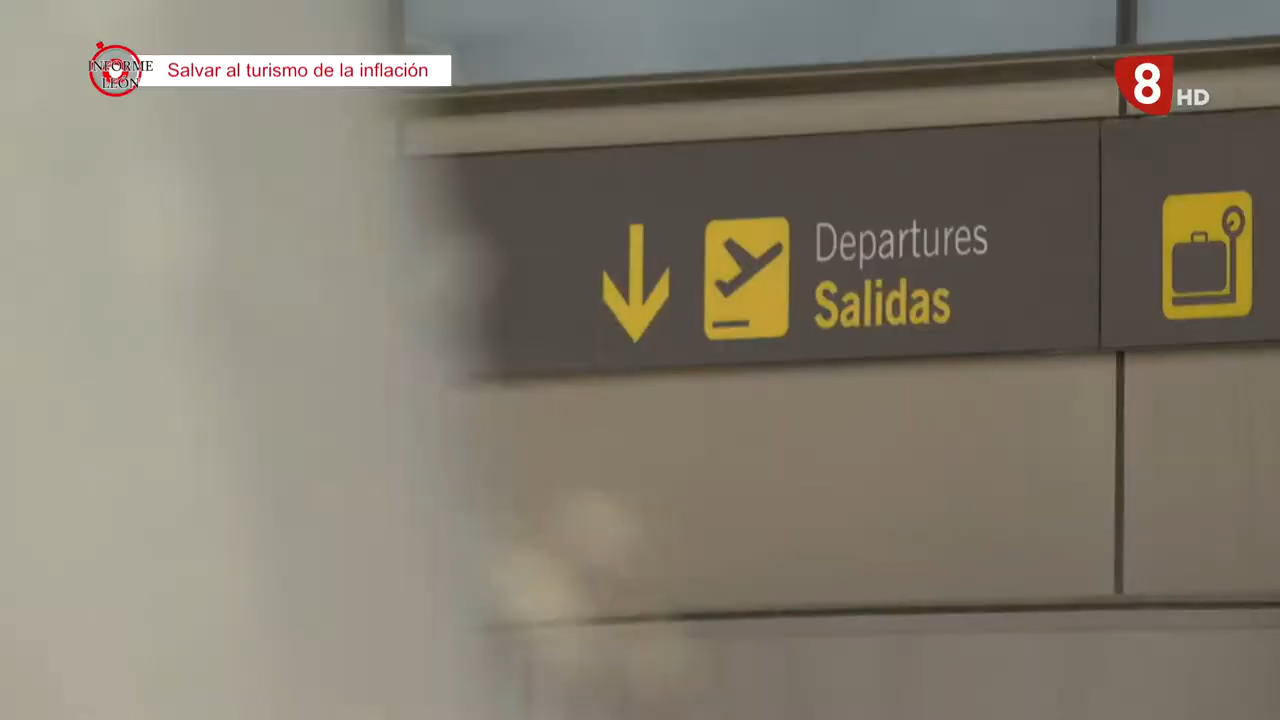 INFORME
LEÓN
Salvar al turismo de la inflación
8 HD
Departures
Salidas